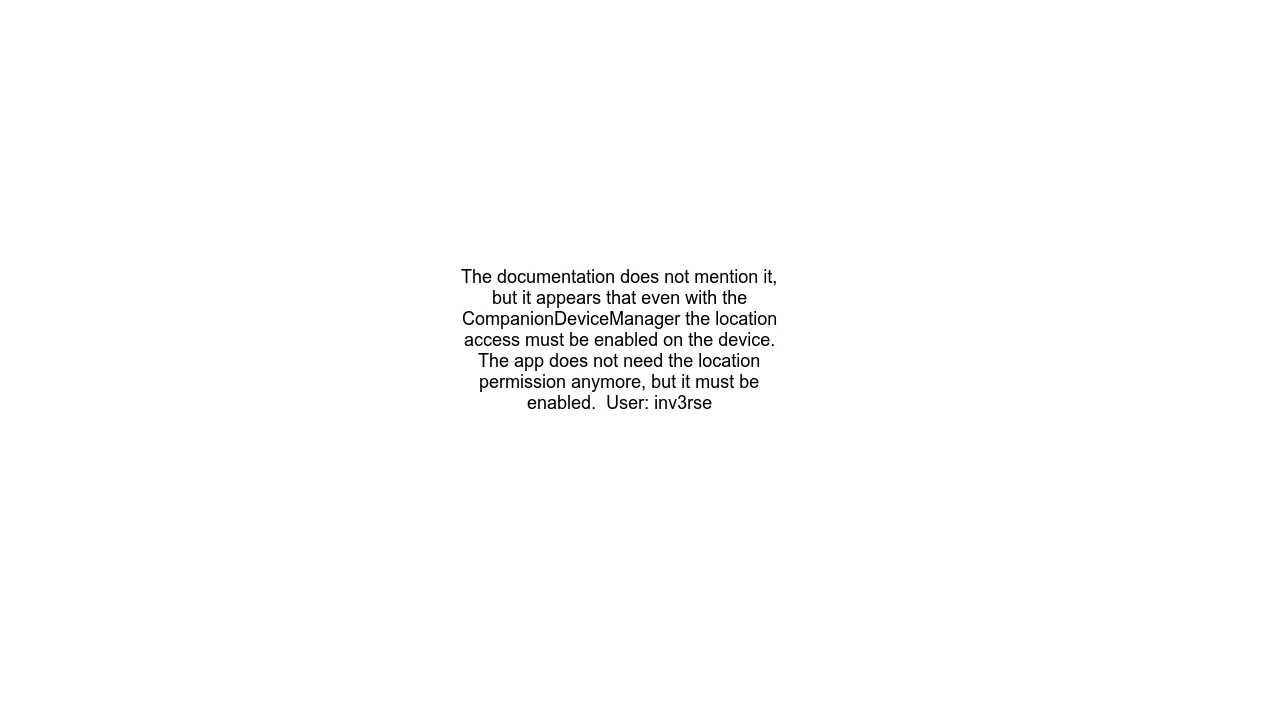 The documentation does not mention it,
but it appears that even with the
CompanionDeviceManager the location
access must be enabled on the device.
The app does not need the location
permission anymore, but it must be
enabled.  User: inv3rse